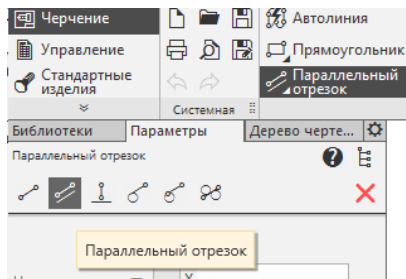 Черчение
Автолиния
Управление
Прямоугольник
Стандартные
изделия
Параллельный
отрезок
Системная
Библиотеки
Параметры
Дерево черте...
Параллельный отрезок
Параллельный отрезок
X